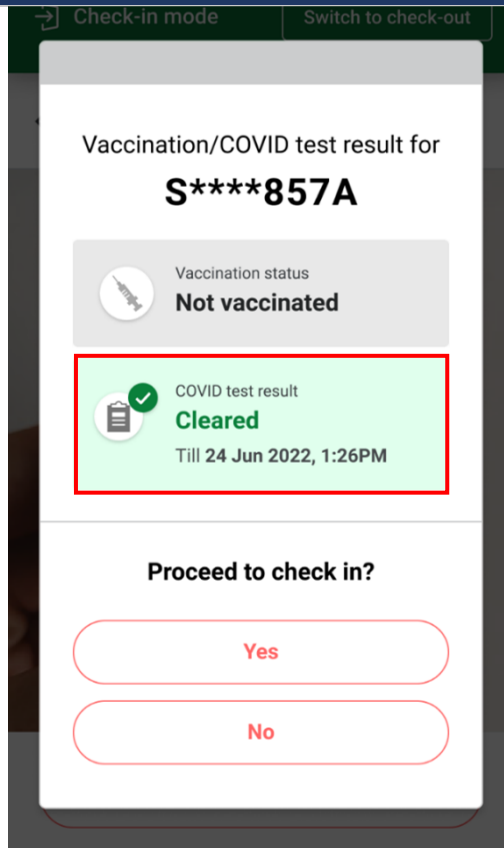 Check-in mode
Switch to check-out
Vaccination/COVID test result for
S****857A
Vaccination status
Not vaccinated
COVID test result
Cleared
Till 24 Jun 2022, 1:26PM
Proceed to check in?
Yes
No